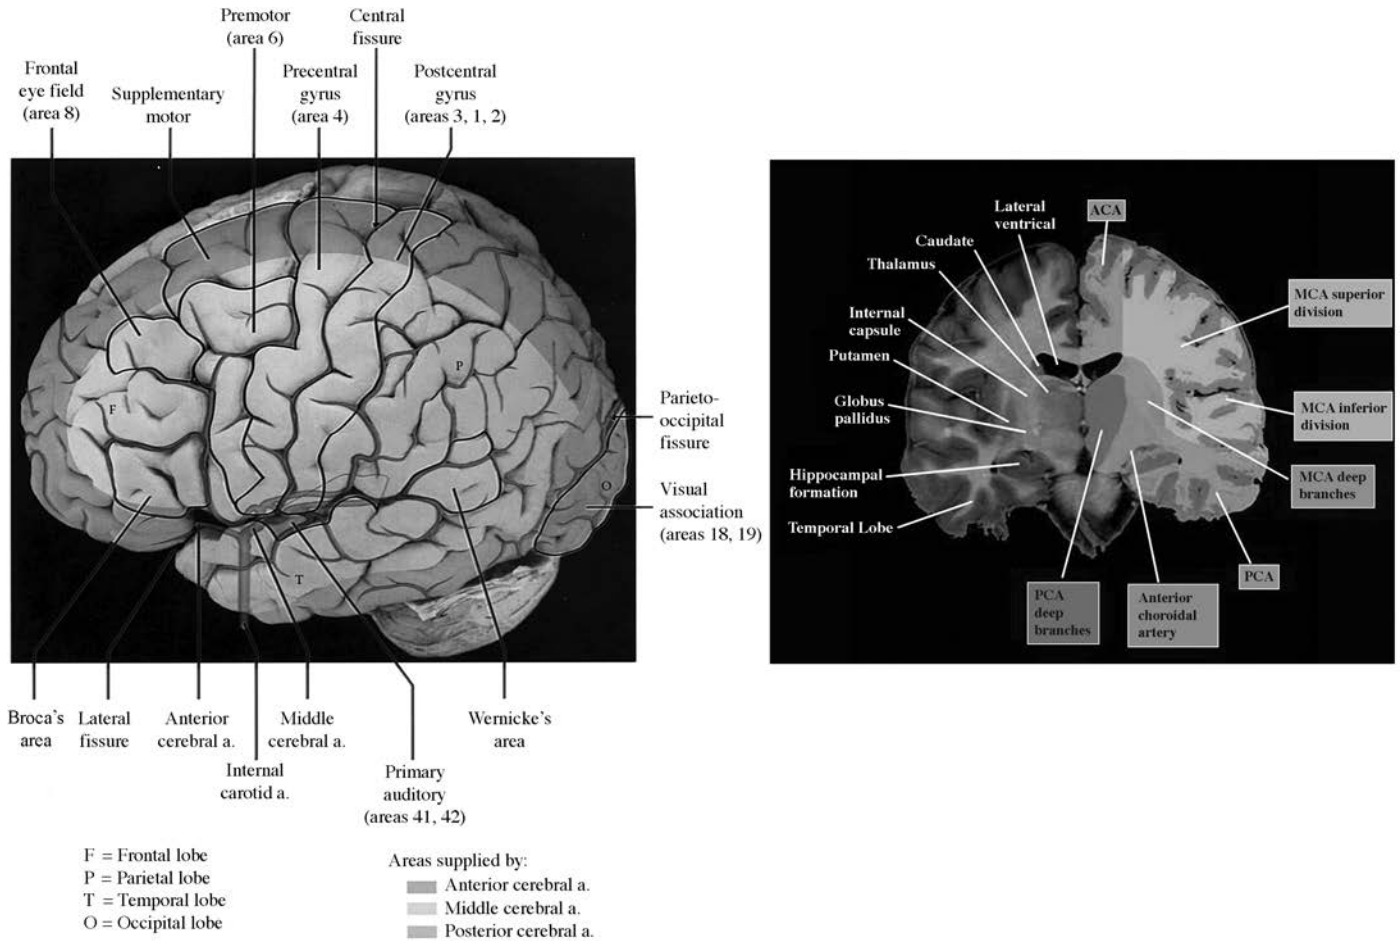 Premotor
(area 6)
Central
fissure
Frontal
eye field
(area 8)
Supplementary
motor
Precentral
gyrus
(area 4)
Postcentral
gyrus
(areas 3, 1, 2)
F
P
O
T
Parieto-
occipital
fissure
Visual
association
(areas 18, 19)
Broca's
area
Lateral
fissure
Anterior
cerebral a.
Middle
cerebral a.
Wernicke's
area
Internal
carotid a.
Primary
auditory
(areas 41, 42)
F = Frontal lobe
P = Parietal lobe
T = Temporal lobe
O = Occipital lobe
Areas supplied by:
Anterior cerebral a.
Middle cerebral a.
Posterior cerebral a.
Lateral
ventrical
ACA
Caudate
Thalamus
Internal
capsule
Putamen
Globus
pallidus
Hippocampal
formation
Temporal Lobe
MCA superior
division
MCA inferior
division
MCA deep
branches
PCA
PCA
deep
branches
Anterior
choroidal
artery